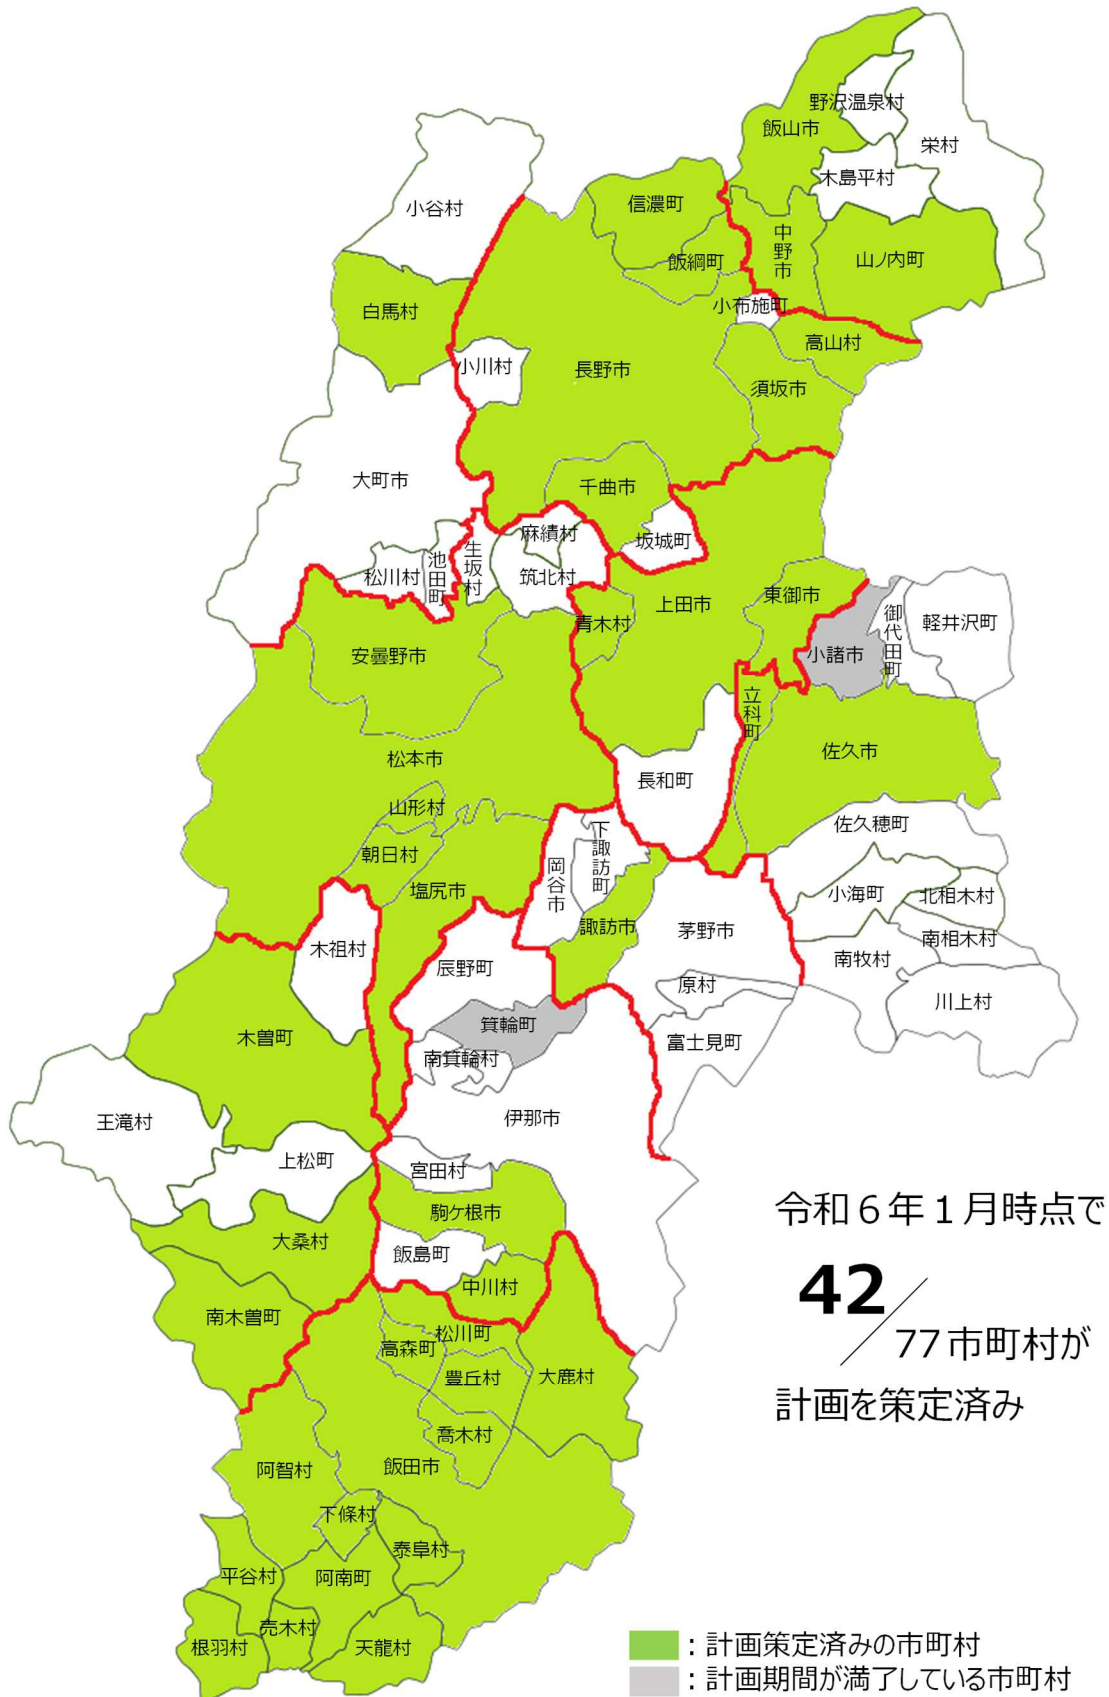 野沢温泉村
飯山市
栄村
木島平村
小谷村
信濃町
中野市
飯綱町
山ノ内町
小布施町
白馬村
高山村
小川村
長野市
須坂市
大町市
千曲市
麻績村
坂城町
生坂村
池田町
松川村
筑北村
上田市
東御市
青木村
御代田町
軽井沢町
安曇野市
小諸市
立科町
佐久市
松本市
長和町
山形村
佐久穂町
下諏訪町
朝日村
岡谷市
塩尻市
小海町
北相木村
諏訪市
茅野市
南相木村
木祖村
南牧村
辰野町
原村
川上村
箕輪町
木曽町
富士見町
南箕輪村
伊那市
王滝村
上松町
宮田村
駒ケ根市
大桑村
飯島町
中川村
南木曽町
松川町
高森町
豊丘村
大鹿村
喬木村
飯田市
阿智村
下條村
泰阜村
平谷村
阿南町
売木村
根羽村
天龍村
令和6年1月時点で
42/
77市町村が
計画を策定済み
：計画策定済みの市町村
：計画期間が満了している市町村